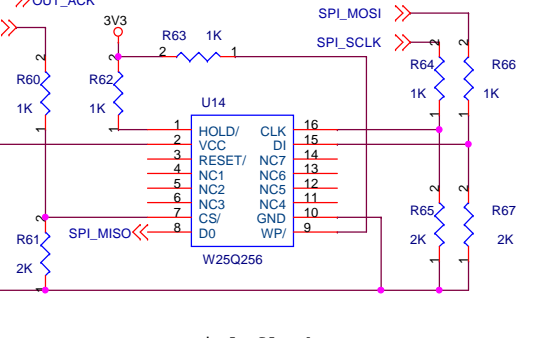 OUT_ACK
SPI_MOSI
3V3
R63 1K
SPI_SCLK
2 1
2 2 2 2
R60 R62 R64 R66
1K 1K 1K 1K
U14
1 1 1 1
1 HOLD/ CLK 16
2 VCC DI 15
3 RESET/ NC7 14
4 NC1 NC6 13
5 NC2 NC5 12
6 NC3 NC4 11
7 CS/ GND 10
8 D0 WP/ 9
2 2 2
R65 R67
SPI_MISO
R61
2K 2K
2K
W25Q256
1 1 1